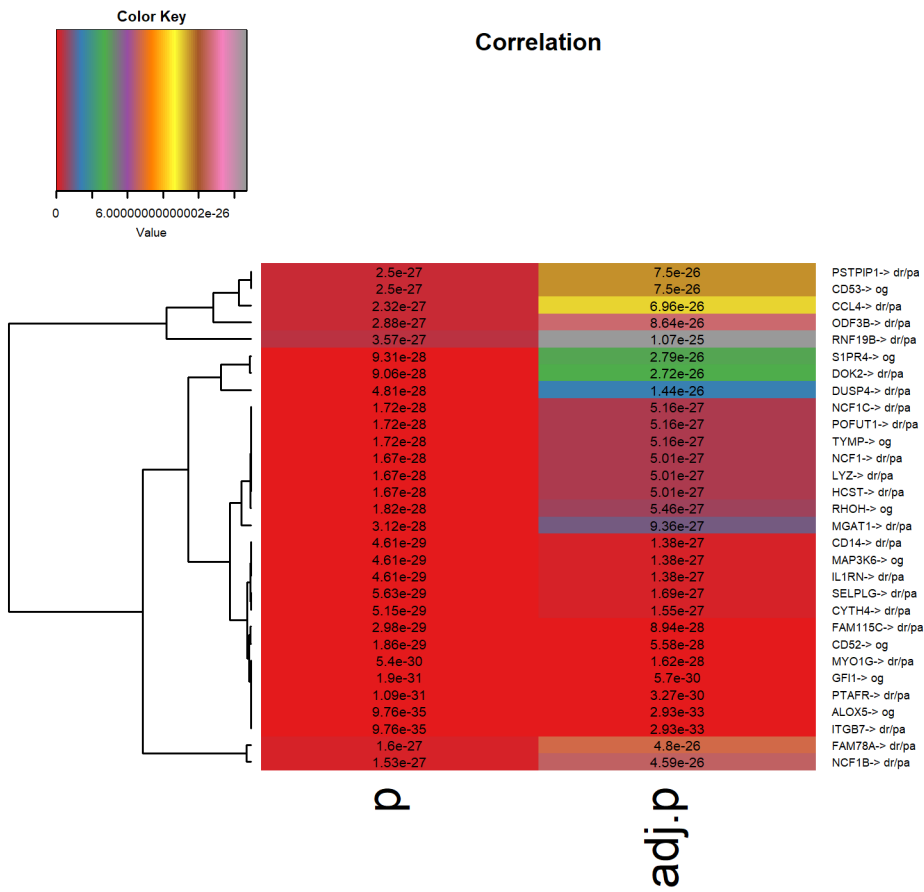 Color Key
Correlation
0 6.00000000000002e-26
Value
2.5e-27 7.5e-26 PSTPIP1-> dr/pa
2.5e-27 7.5e-26 CD53-> og
2.32e-27 6.96e-26 CCL4-> dr/pa
2.88e-27 8.64e-26 ODF3B-> dr/pa
3.57e-27 1.07e-25 RNF19B-> dr/pa
9.31e-28 2.79e-26 S1PR4-> og
9.06e-28 2.72e-26 DOK2-> dr/pa
4.81e-28 1.44e-26 DUSP4-> dr/pa
1.72e-28 5.16e-27 NCF1C-> dr/pa
1.72e-28 5.16e-27 POFUT1-> dr/pa
1.72e-28 5.16e-27 TYMP-> og
1.67e-28 5.01e-27 NCF1-> dr/pa
1.67e-28 5.01e-27 LYZ-> dr/pa
1.67e-28 5.01e-27 HCST-> dr/pa
1.82e-28 5.46e-27 RHOH-> og
3.12e-28 9.36e-27 MGAT1-> dr/pa
4.61e-29 1.38e-27 CD14-> dr/pa
4.61e-29 1.38e-27 MAP3K6-> og
4.61e-29 1.38e-27 IL1RN-> dr/pa
5.63e-29 1.69e-27 SELPLG-> dr/pa
5.15e-29 1.55e-27 CYTH4-> dr/pa
2.98e-29 8.94e-28 FAM115C-> dr/pa
1.86e-29 5.58e-28 CD52-> og
5.4e-30 1.62e-28 MYO1G-> dr/pa
1.9e-31 5.7e-30 GFI1-> og
1.09e-31 3.27e-30 PTAFR-> dr/pa
9.76e-35 2.93e-33 ALOX5-> og
9.76e-35 2.93e-33 ITGB7-> dr/pa
1.6e-27 4.8e-26 FAM78A-> dr/pa
1.53e-27 4.59e-26 NCF1B-> dr/pa
p adj.p